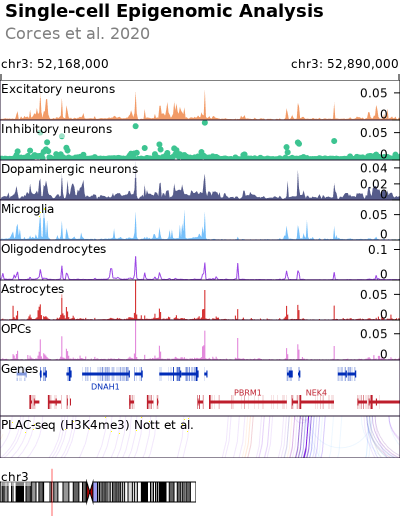 Single-cell Epigenomic Analysis
Corces et al. 2020
chr3: 52,168,000 chr3: 52,890,000
Excitatory neurons
0.05
0
Inhibitory neurons
0.05
0
Dopaminergic neurons
0.04
0.02
0
Microglia
0.05
0
Oligodendrocytes
0.1
0
Astrocytes
0.05
0
OPCs
0.05
0
Genes
DNAH1
PBRM1 NEK4
PLAC-seq (H3K4me3) Nott et al.
chr3